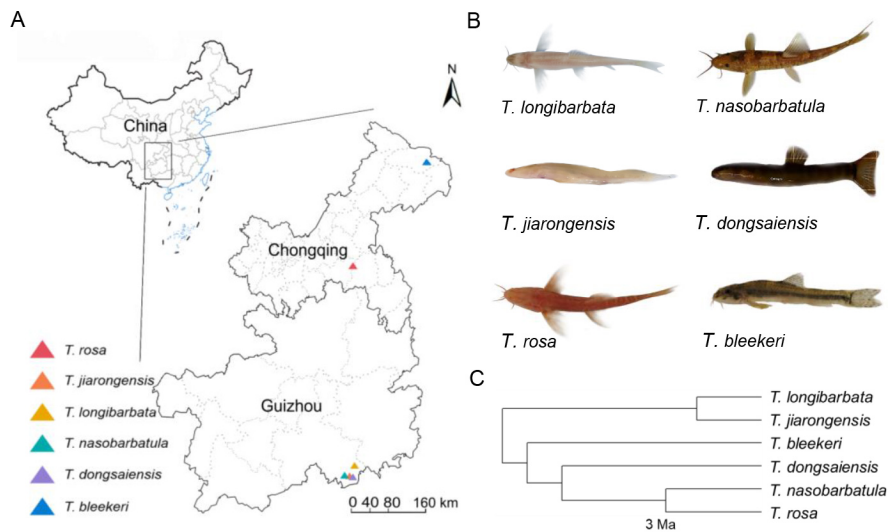 A
China
N
Chongqing
Guizhou
T. rosa
T. jiarongensis
T. longibarbata
T. nasobarbatula
T. dongsaiensis
T. bleekeri
0 40 80 160 km
B
T. longibarbata
T. nasobarbatula
T. jiarongensis
T. dongsaiensis
T. rosa
T. bleekeri
C
T. longibarbata
T. jiarongensis
T. bleekeri
T. dongsaiensis
T. nasobarbatula
T. rosa
3 Ma